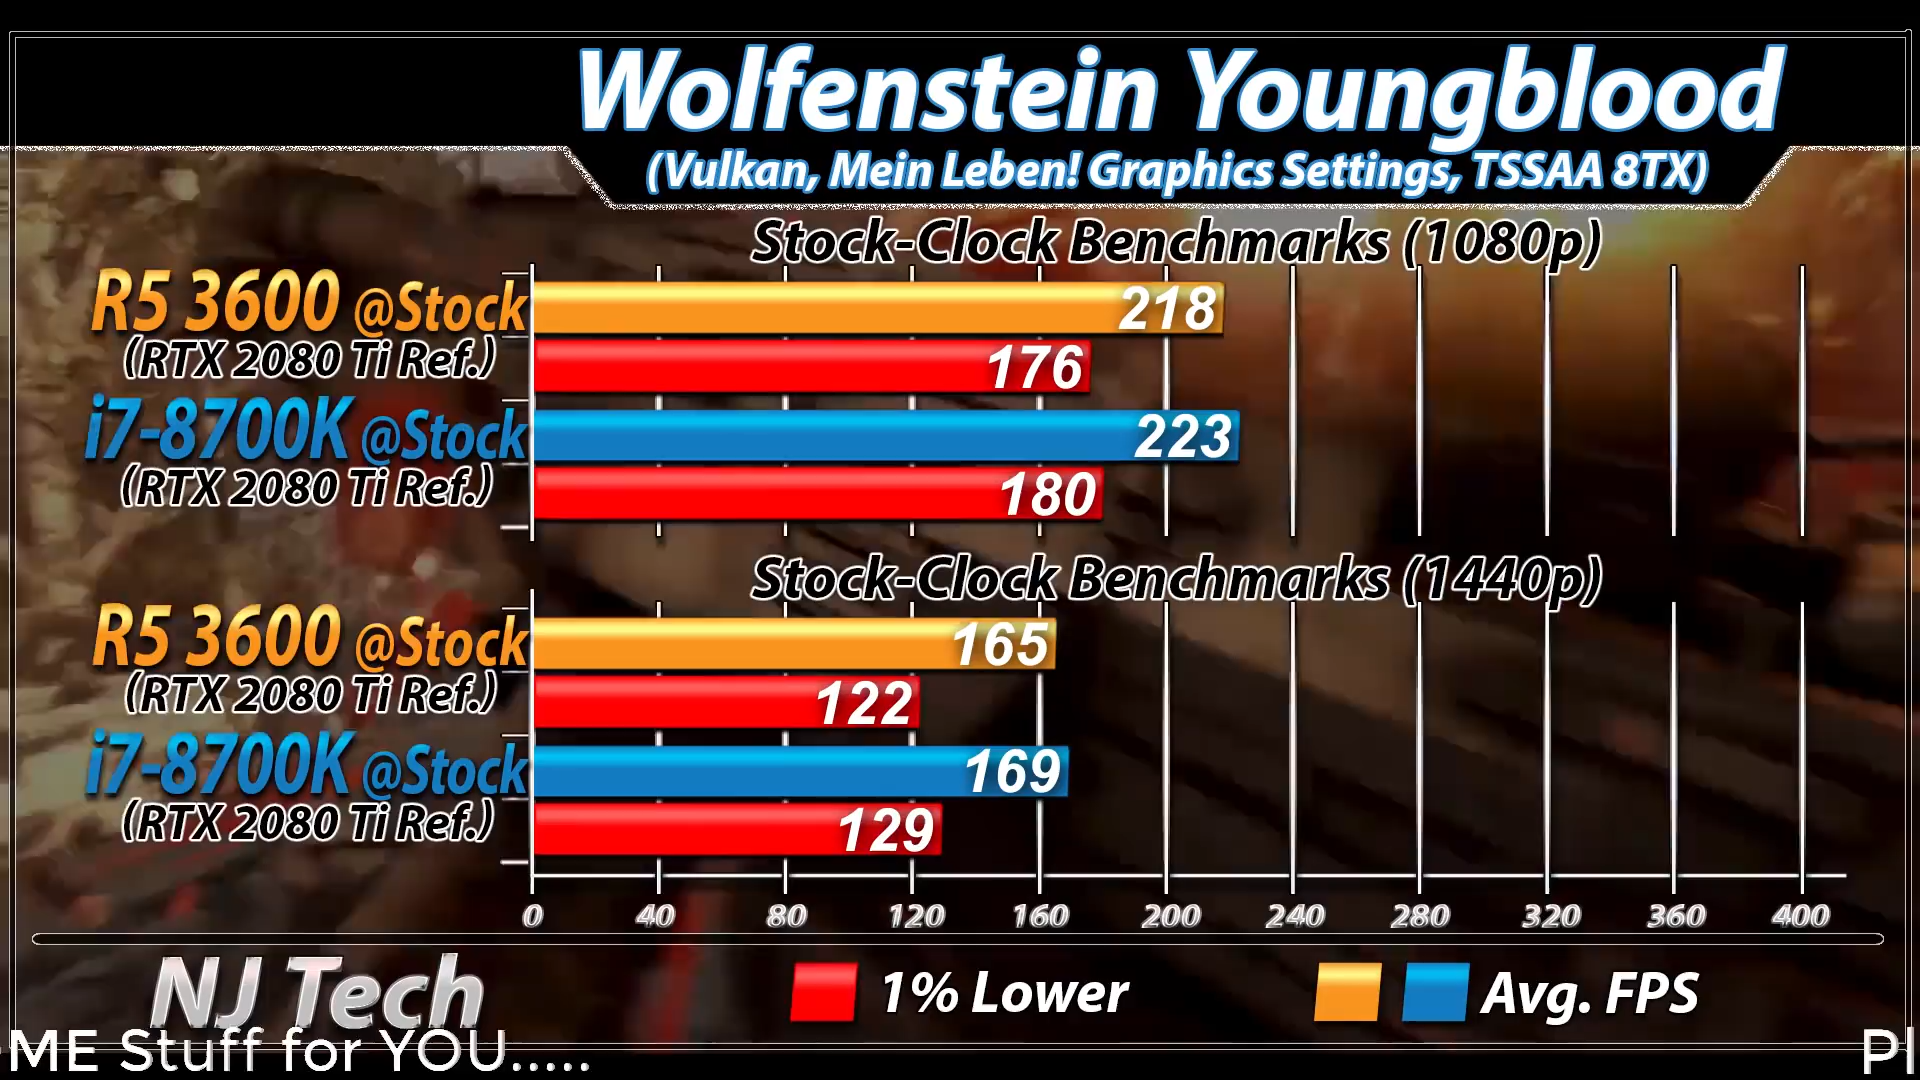 Wolfenstein Youngblood
(Vulkan, Mein Leben! Graphics Settings, TSSAA 8TX)
Stock-Clock Benchmarks (1080p)
R5 3600 @Stock
218
(RTX 2080 Ti Ref.)
176
i7-8700K @Stock
223
(RTX 2080 Ti Ref.)
180
Stock-Clock Benchmarks (1440p)
R5 3600 @Stock
165
(RTX 2080 Ti Ref.)
122
i7-8700K @Stock
169
(RTX 2080 Ti Ref.)
129
0 40 80 120 160 200 240 280 320 360 400
NJ Tech
1% Lower
Avg. FPS
ME Stuff for YOU.....